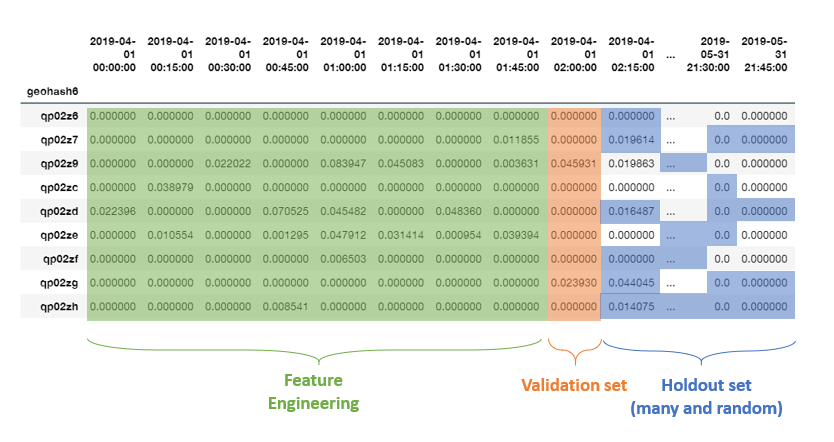 2019-04-01 00:00:00 2019-04-01 00:15:00 2019-04-01 00:30:00 2019-04-01 00:45:00 2019-04-01 01:00:00 2019-04-01 01:15:00 2019-04-01 01:30:00 2019-04-01 01:45:00 2019-04-01 02:00:00 2019-04-01 02:15:00 ... 2019-05-31 21:30:00 2019-05-31 21:45:00
geohash6
qp02z6 0.000000 0.000000 0.000000 0.000000 0.000000 0.000000 0.000000 0.000000 0.000000 0.000000 ... 0.0 0.000000
qp02z7 0.000000 0.000000 0.000000 0.000000 0.000000 0.000000 0.000000 0.011855 0.000000 0.019614 ... 0.0 0.000000
qp02z9 0.000000 0.000000 0.022022 0.000000 0.083947 0.045083 0.000000 0.003631 0.045931 0.019863 ... 0.0 0.000000
qp02zc 0.000000 0.038979 0.000000 0.000000 0.000000 0.000000 0.000000 0.000000 0.000000 0.000000 ... 0.0 0.000000
qp02zd 0.022396 0.000000 0.000000 0.070525 0.045482 0.000000 0.048360 0.000000 0.000000 0.016487 ... 0.0 0.000000
qp02ze 0.000000 0.010554 0.000000 0.001295 0.047912 0.031414 0.000954 0.039394 0.000000 0.000000 ... 0.0 0.000000
qp02zf 0.000000 0.000000 0.000000 0.000000 0.006503 0.000000 0.000000 0.000000 0.000000 0.000000 ... 0.0 0.000000
qp02zg 0.000000 0.000000 0.000000 0.000000 0.000000 0.000000 0.000000 0.000000 0.023930 0.044045 ... 0.0 0.000000
qp02zh 0.000000 0.000000 0.000000 0.008541 0.000000 0.000000 0.000000 0.000000 0.000000 0.014075 ... 0.0 0.000000
Feature
Engineering
Validation set
Holdout set
(many and random)